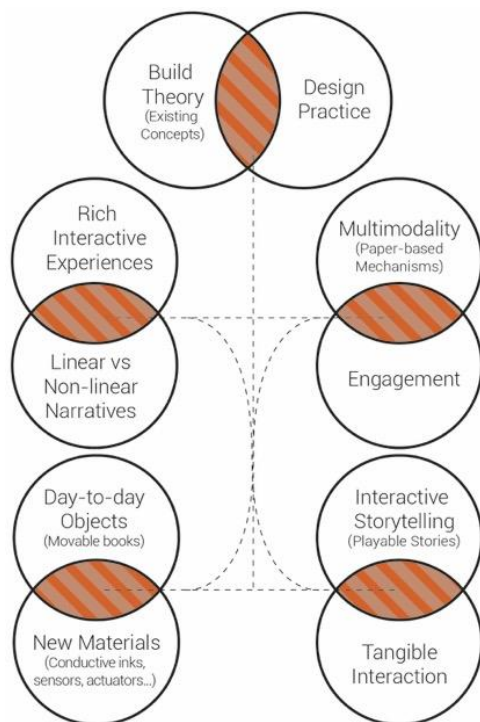 Build
Theory
(Existing
Concepts)
Design
Practice
Rich
Interactive
Experiences
Linear vs
Non-linear
Narratives
Multimodality
(Paper-based
Mechanisms)
Engagement
Day-to-day
Objects
(Movable books)
New Materials
(Conductive inks,
sensors, actuators...)
Interactive
Storytelling
(Playable Stories)
Tangible
Interaction